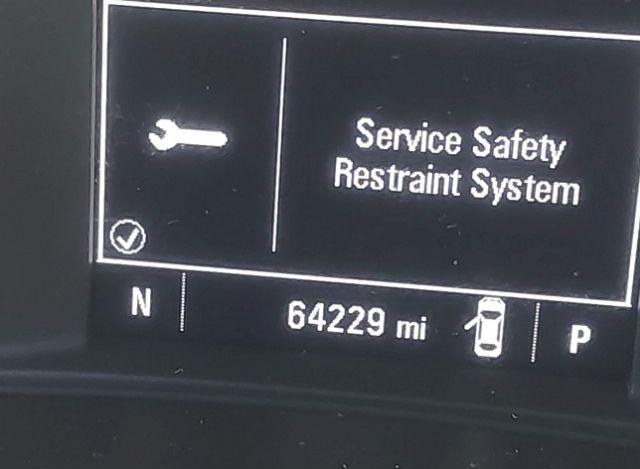 Service Safety
Restraint System
N 64229 mi P